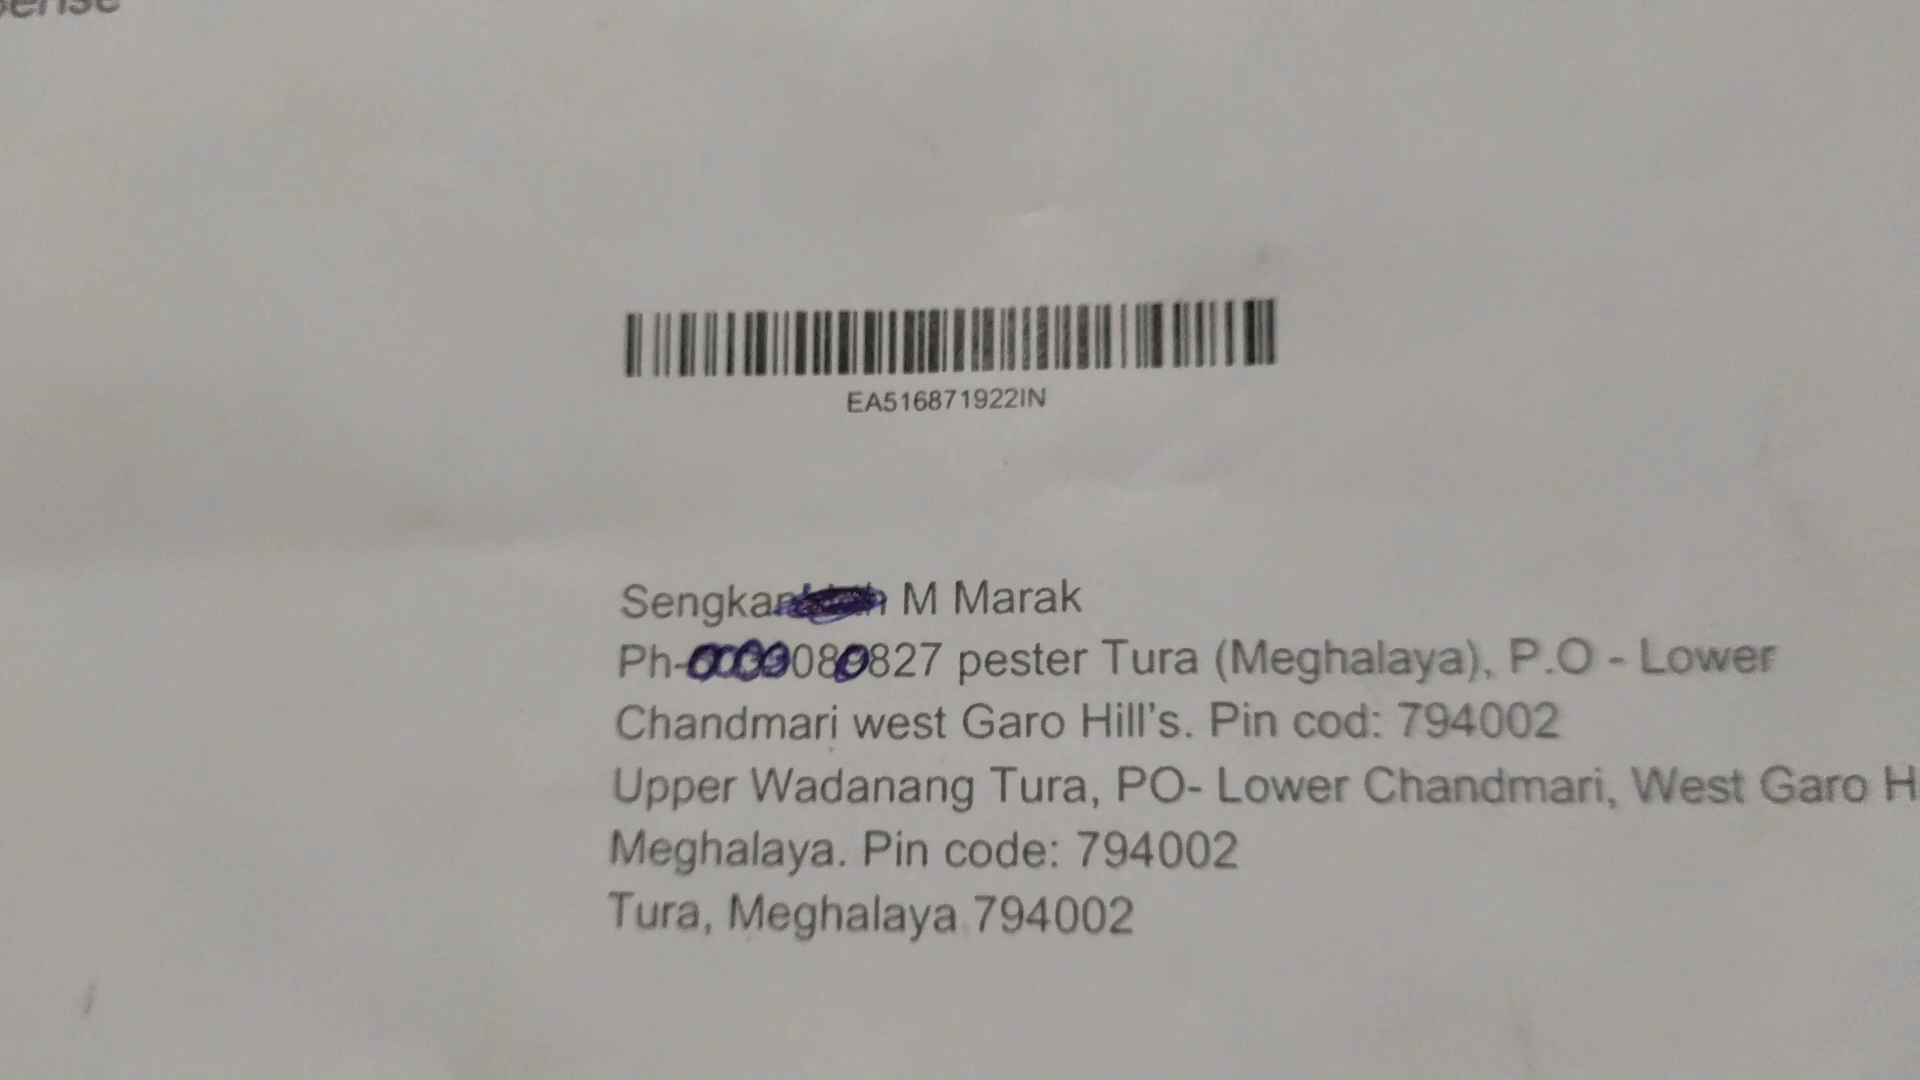 EA516871922IN
M Marak
pester Tura (Meghalaya), P.O - Lower
Chandmari west Garo Hill's. Pin cod: 794002
Upper Wadanang Tura, PO- Lower Chandmari, West Garo H
Meghalaya. Pin code: 794002
Tura, Meghalaya 794002